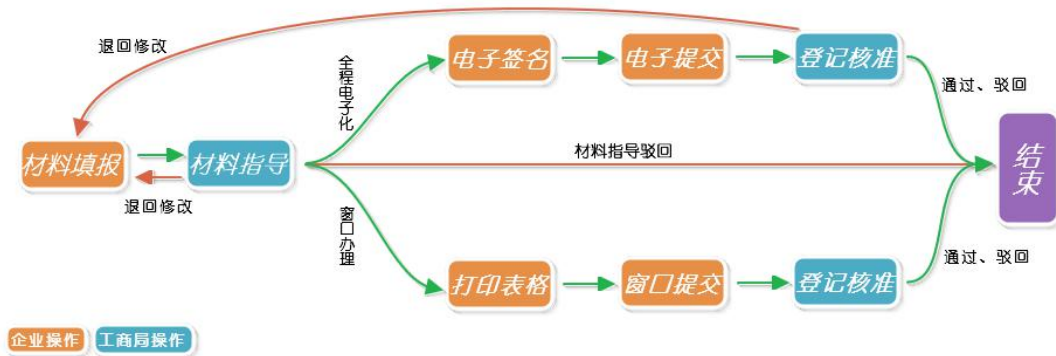 退回修改
电子签名
电子提交
登记核准
全程电子化
通过、驳回
材料填报
材料指导
材料指导驳回
结束
退回修改
窗口办理
通过、驳回
打印表格
窗口提交
登记核准
企业操作
工商局操作